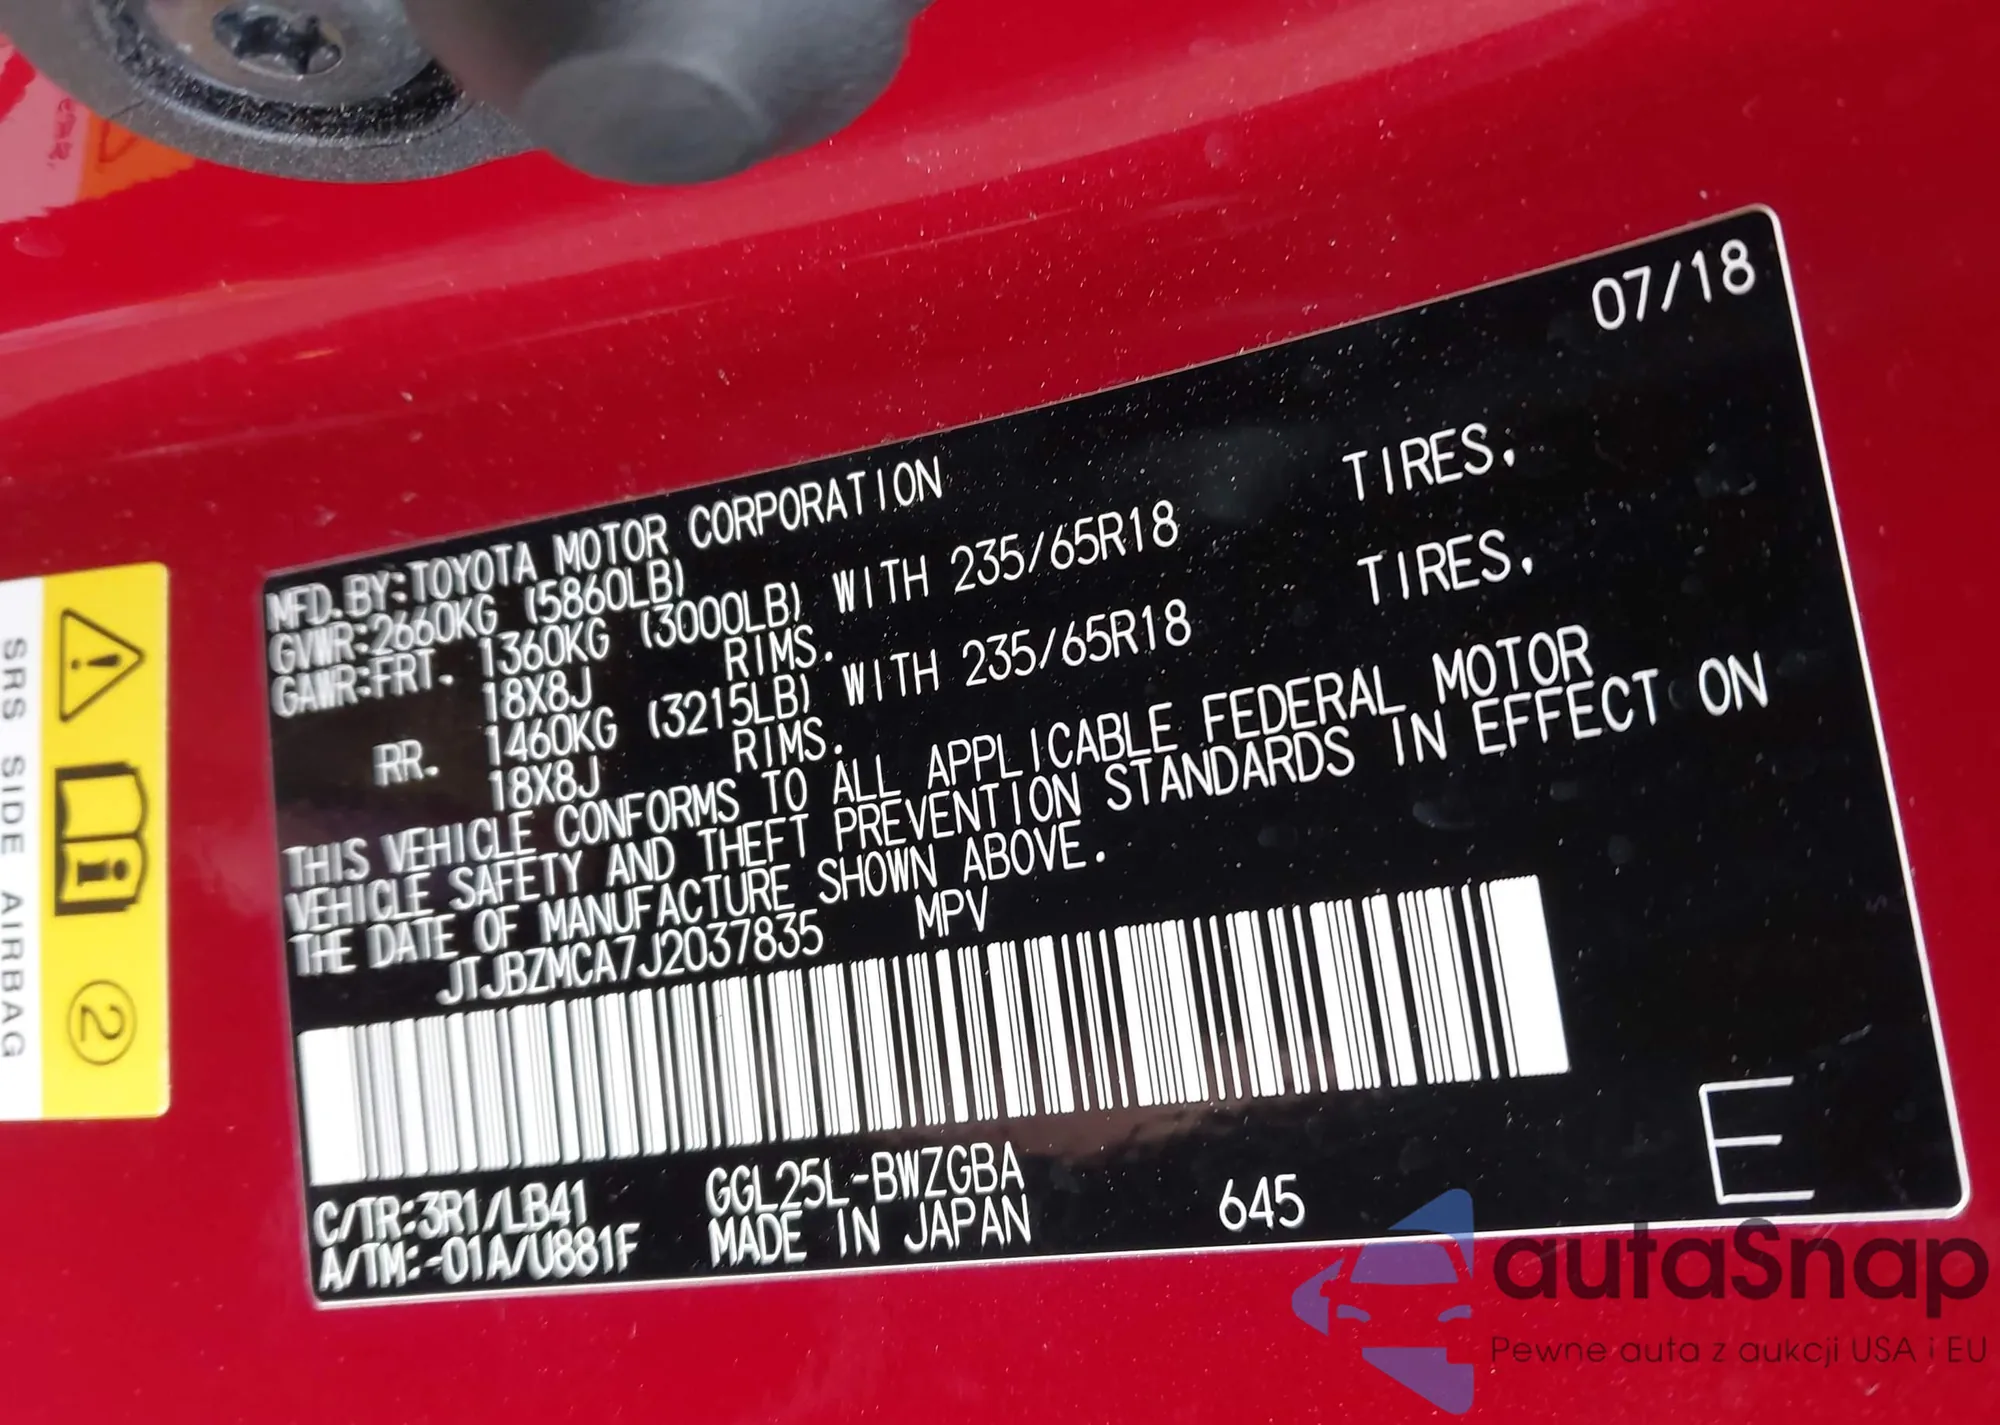 07/18
MFD.BY:TOYOTA MOTOR CORPORATION
GVWR:2660KG (5860LB)
GAWR:FRT. 1360KG (3000LB) WITH 235/65R18 TIRES,
18X8J RIMS.
RR. 1460KG (3215LB) WITH 235/65R18 TIRES,
18X8J RIMS.
THIS VEHICLE CONFORMS TO ALL APPLICABLE FEDERAL MOTOR
VEHICLE SAFETY AND THEFT PREVENTION STANDARDS IN EFFECT ON
THE DATE OF MANUFACTURE SHOWN ABOVE.
JTJBZMCA7J2037835 MPV
C/TR:3R1/LB41 GGL25L-BWZGBA
A/TM:-01A/U881F MADE IN JAPAN 645 E
SRS SIDE AIRBAG
2
autaSnap
Pewne auta z aukcji USA i EU